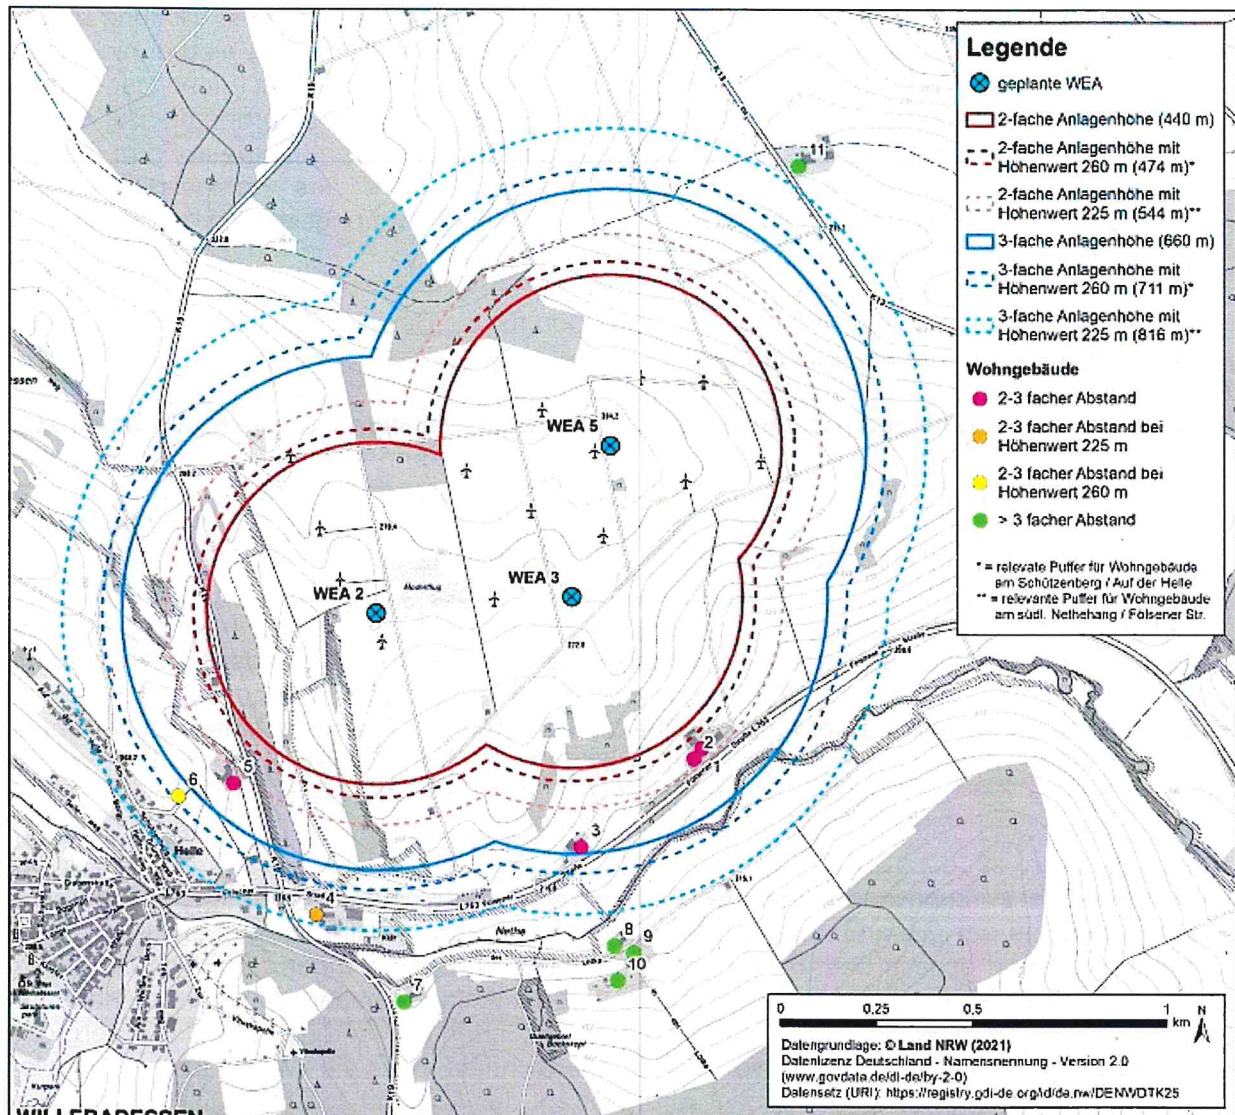 Legende
geplante WEA
2-fache Anlagenhöhe (440 m)
2-fache Anlagenhöhe mit
Höhenwert 260 m (474 m)*
2-fache Anlagenhöhe mit
Höhenwert 225 m (544 m)**
3-fache Anlagenhöhe (660 m)
3-fache Anlagenhöhe mit
Höhenwert 260 m (711 m)*
3-fache Anlagenhöhe mit
Höhenwert 225 m (816 m)**
Wohngebäude
2-3 facher Abstand
2-3 facher Abstand bei
Höhenwert 225 m
2-3 facher Abstand bei
Höhenwert 260 m
> 3 facher Abstand
* = relevate Puffer für Wohngebäude
am Schützenberg / Auf der Helle
** = relevante Puffer für Wohngebäude
am südl. Nethehang / Fölsener Str.
11
WEA 5
WEA 3
WEA 2
272,0
2
1
5
6
3
Helle
4
Nethe
8
9
10
7
0 0,25 0,5 1
km
N
Datengrundlage: © Land NRW (2021)
Datenlizenz Deutschland - Namensnennung - Version 2.0
(www.govdata.de/dl-de/by-2-0)
Datensatz (URI): https://registry.gdi-de.org/id/de.nw/DENWDTK25
WILLEBADESSEN